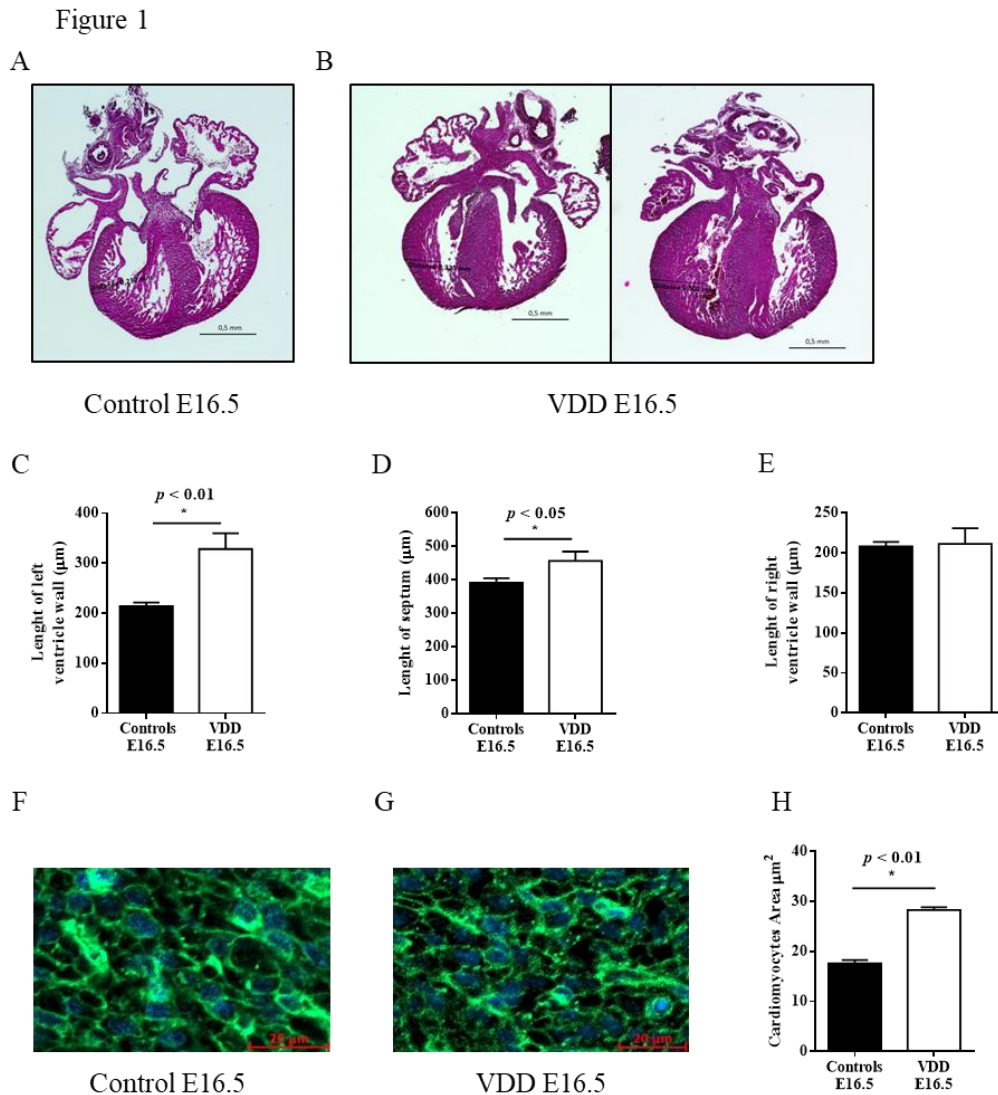 Figure 1
A
B
0,5 mm
0,5 mm
0,5 mm
Control E16.5
VDD E16.5
C
p < 0.01
*
Lenght of left
ventricle wall (μm)
400
300
200
100
0
Controls
E16.5
VDD
E16.5
D
p < 0.05
*
Lenght of septum (μm)
600
500
400
300
200
100
0
Controls
E16.5
VDD
E16.5
E
Lenght of right
ventricle wall (μm)
250
200
150
100
50
0
Controls
E16.5
VDD
E16.5
F
20 μm
Control E16.5
G
20 μm
VDD E16.5
H
p < 0.01
*
Cardiomyocytes Area μm²
40
30
20
10
0
Controls
E16.5
VDD
E16.5